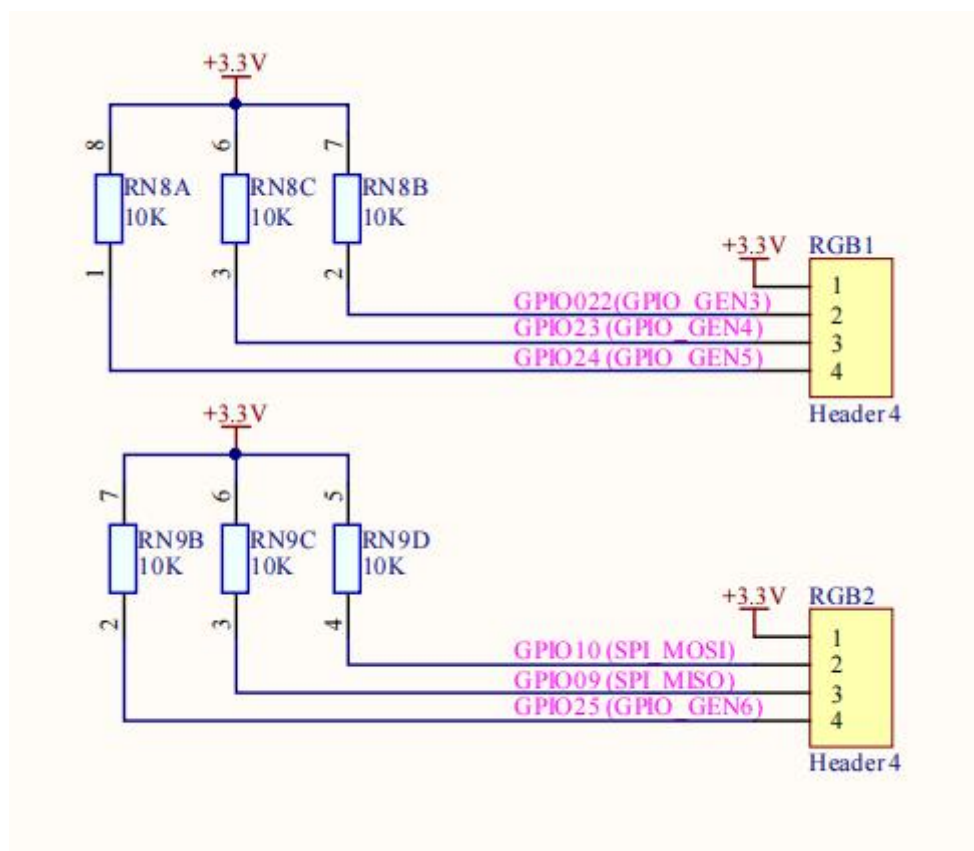 +3.3V
8
6
7
RN8A
RN8C
RN8B
10K
10K
10K
1
3
2
+3.3V
RGB1
1
GPIO022(GPIO_GEN3)
2
GPIO23(GPIO_GEN4)
3
GPIO24(GPIO_GEN5)
4
Header 4
+3.3V
7
6
5
RN9B
RN9C
RN9D
10K
10K
10K
2
3
4
+3.3V
RGB2
1
GPIO10(SPI_MOSI)
2
GPIO09(SPI_MISO)
3
GPIO25(GPIO_GEN6)
4
Header 4